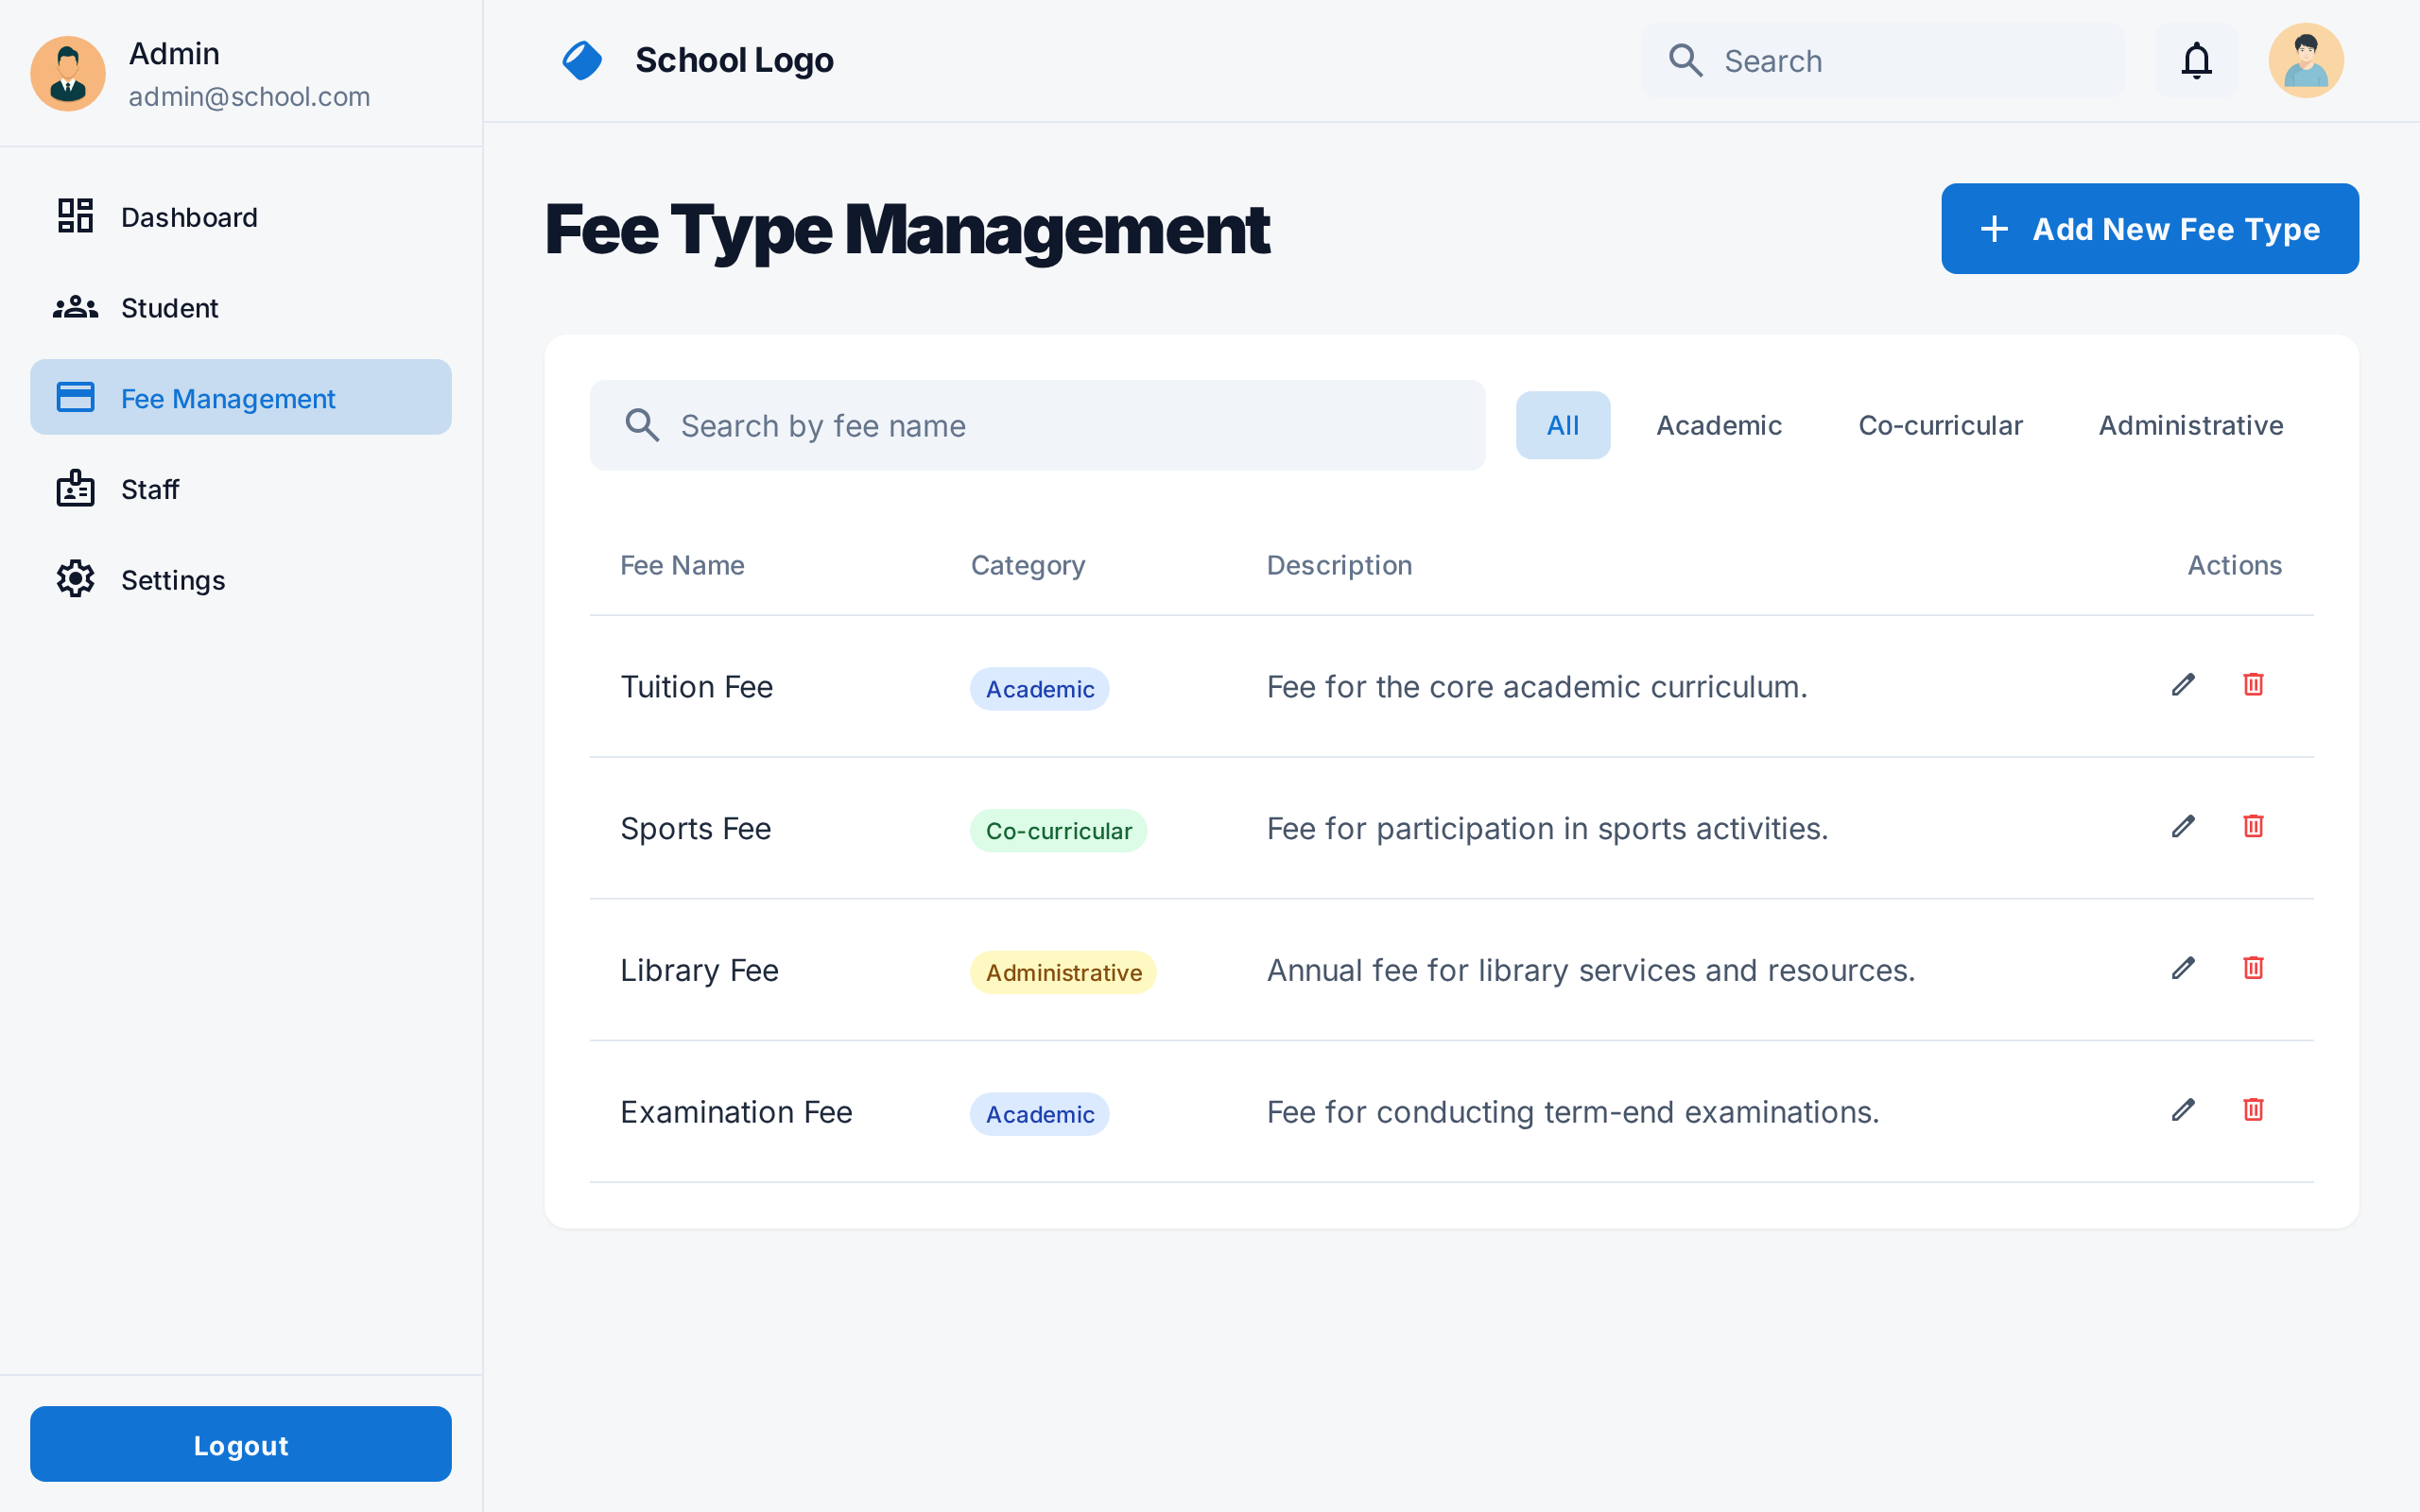 Admin
admin@school.com
Dashboard
Student
Fee Management
Staff
Settings
Logout
School Logo
Search
Fee Type Management
Add New Fee Type
Search by fee name
All Academic Co-curricular Administrative
Fee Name Category Description Actions
Tuition Fee Academic Fee for the core academic curriculum.
Sports Fee Co-curricular Fee for participation in sports activities.
Library Fee Administrative Annual fee for library services and resources.
Examination Fee Academic Fee for conducting term-end examinations.